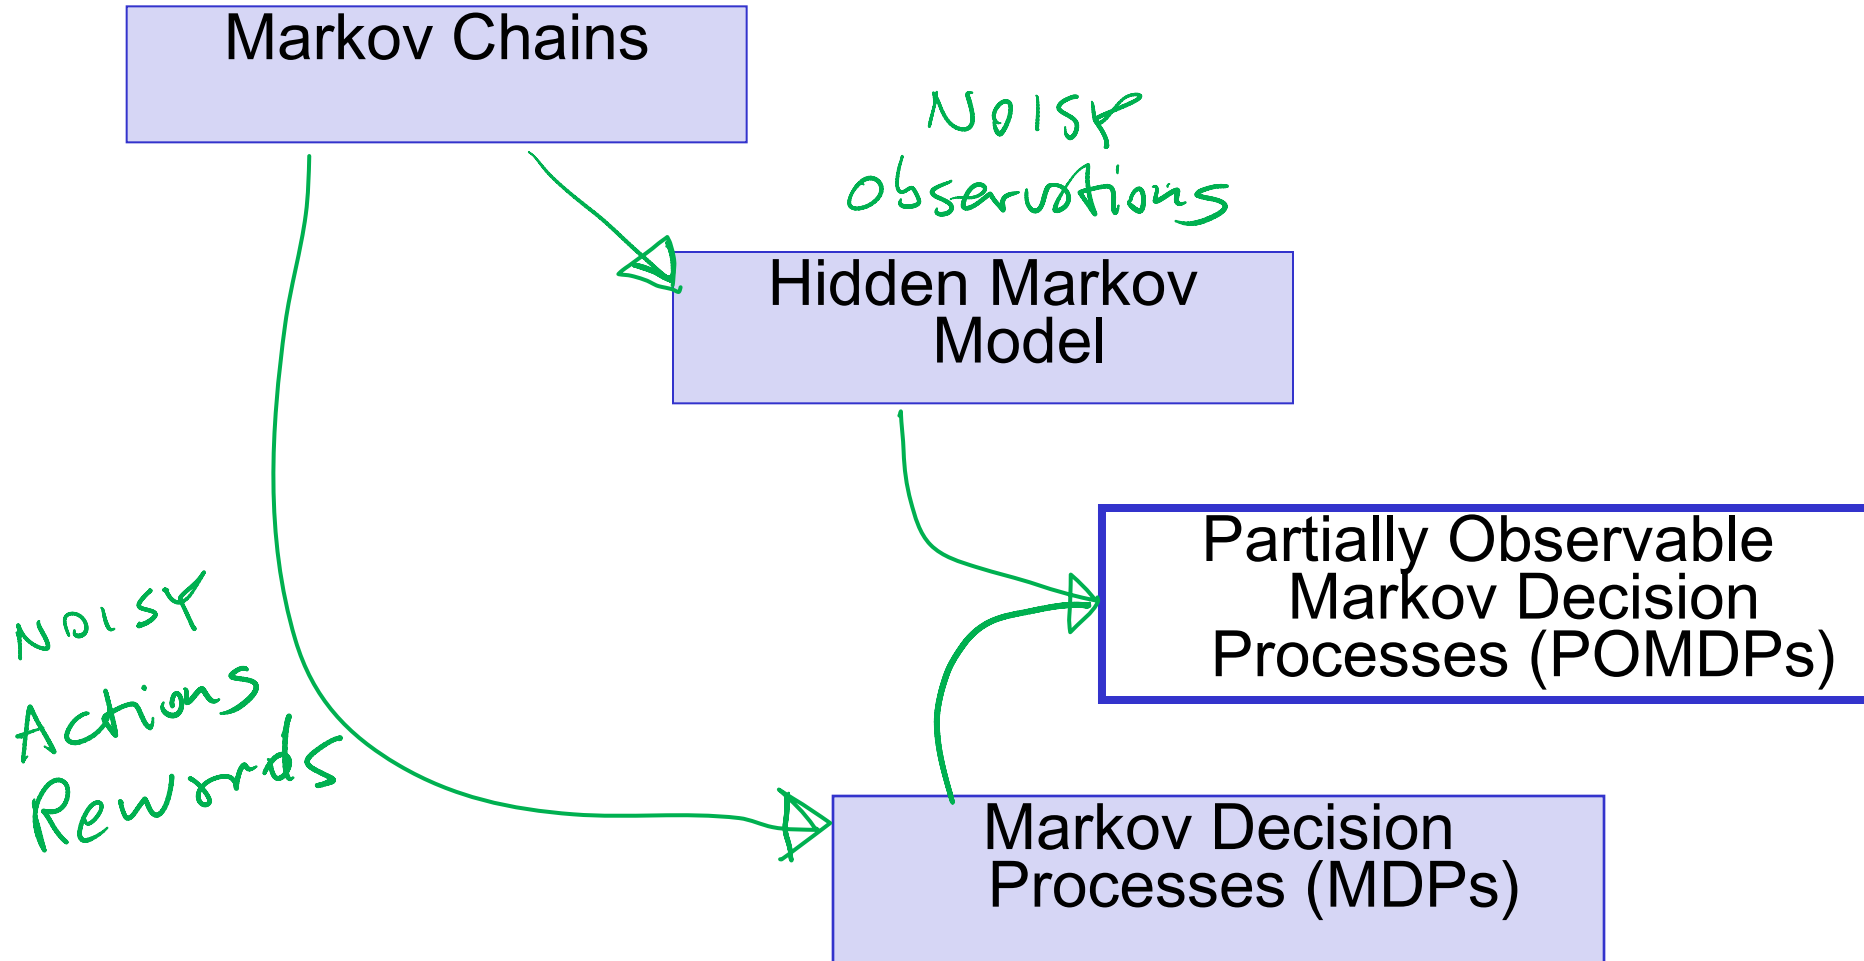 Markov Chains
NOISY
Observations
Hidden Markov
Model
Partially Observable
Markov Decision
Processes (POMDPs)
NOISY
Actions
Rewards
Markov Decision
Processes (MDPs)